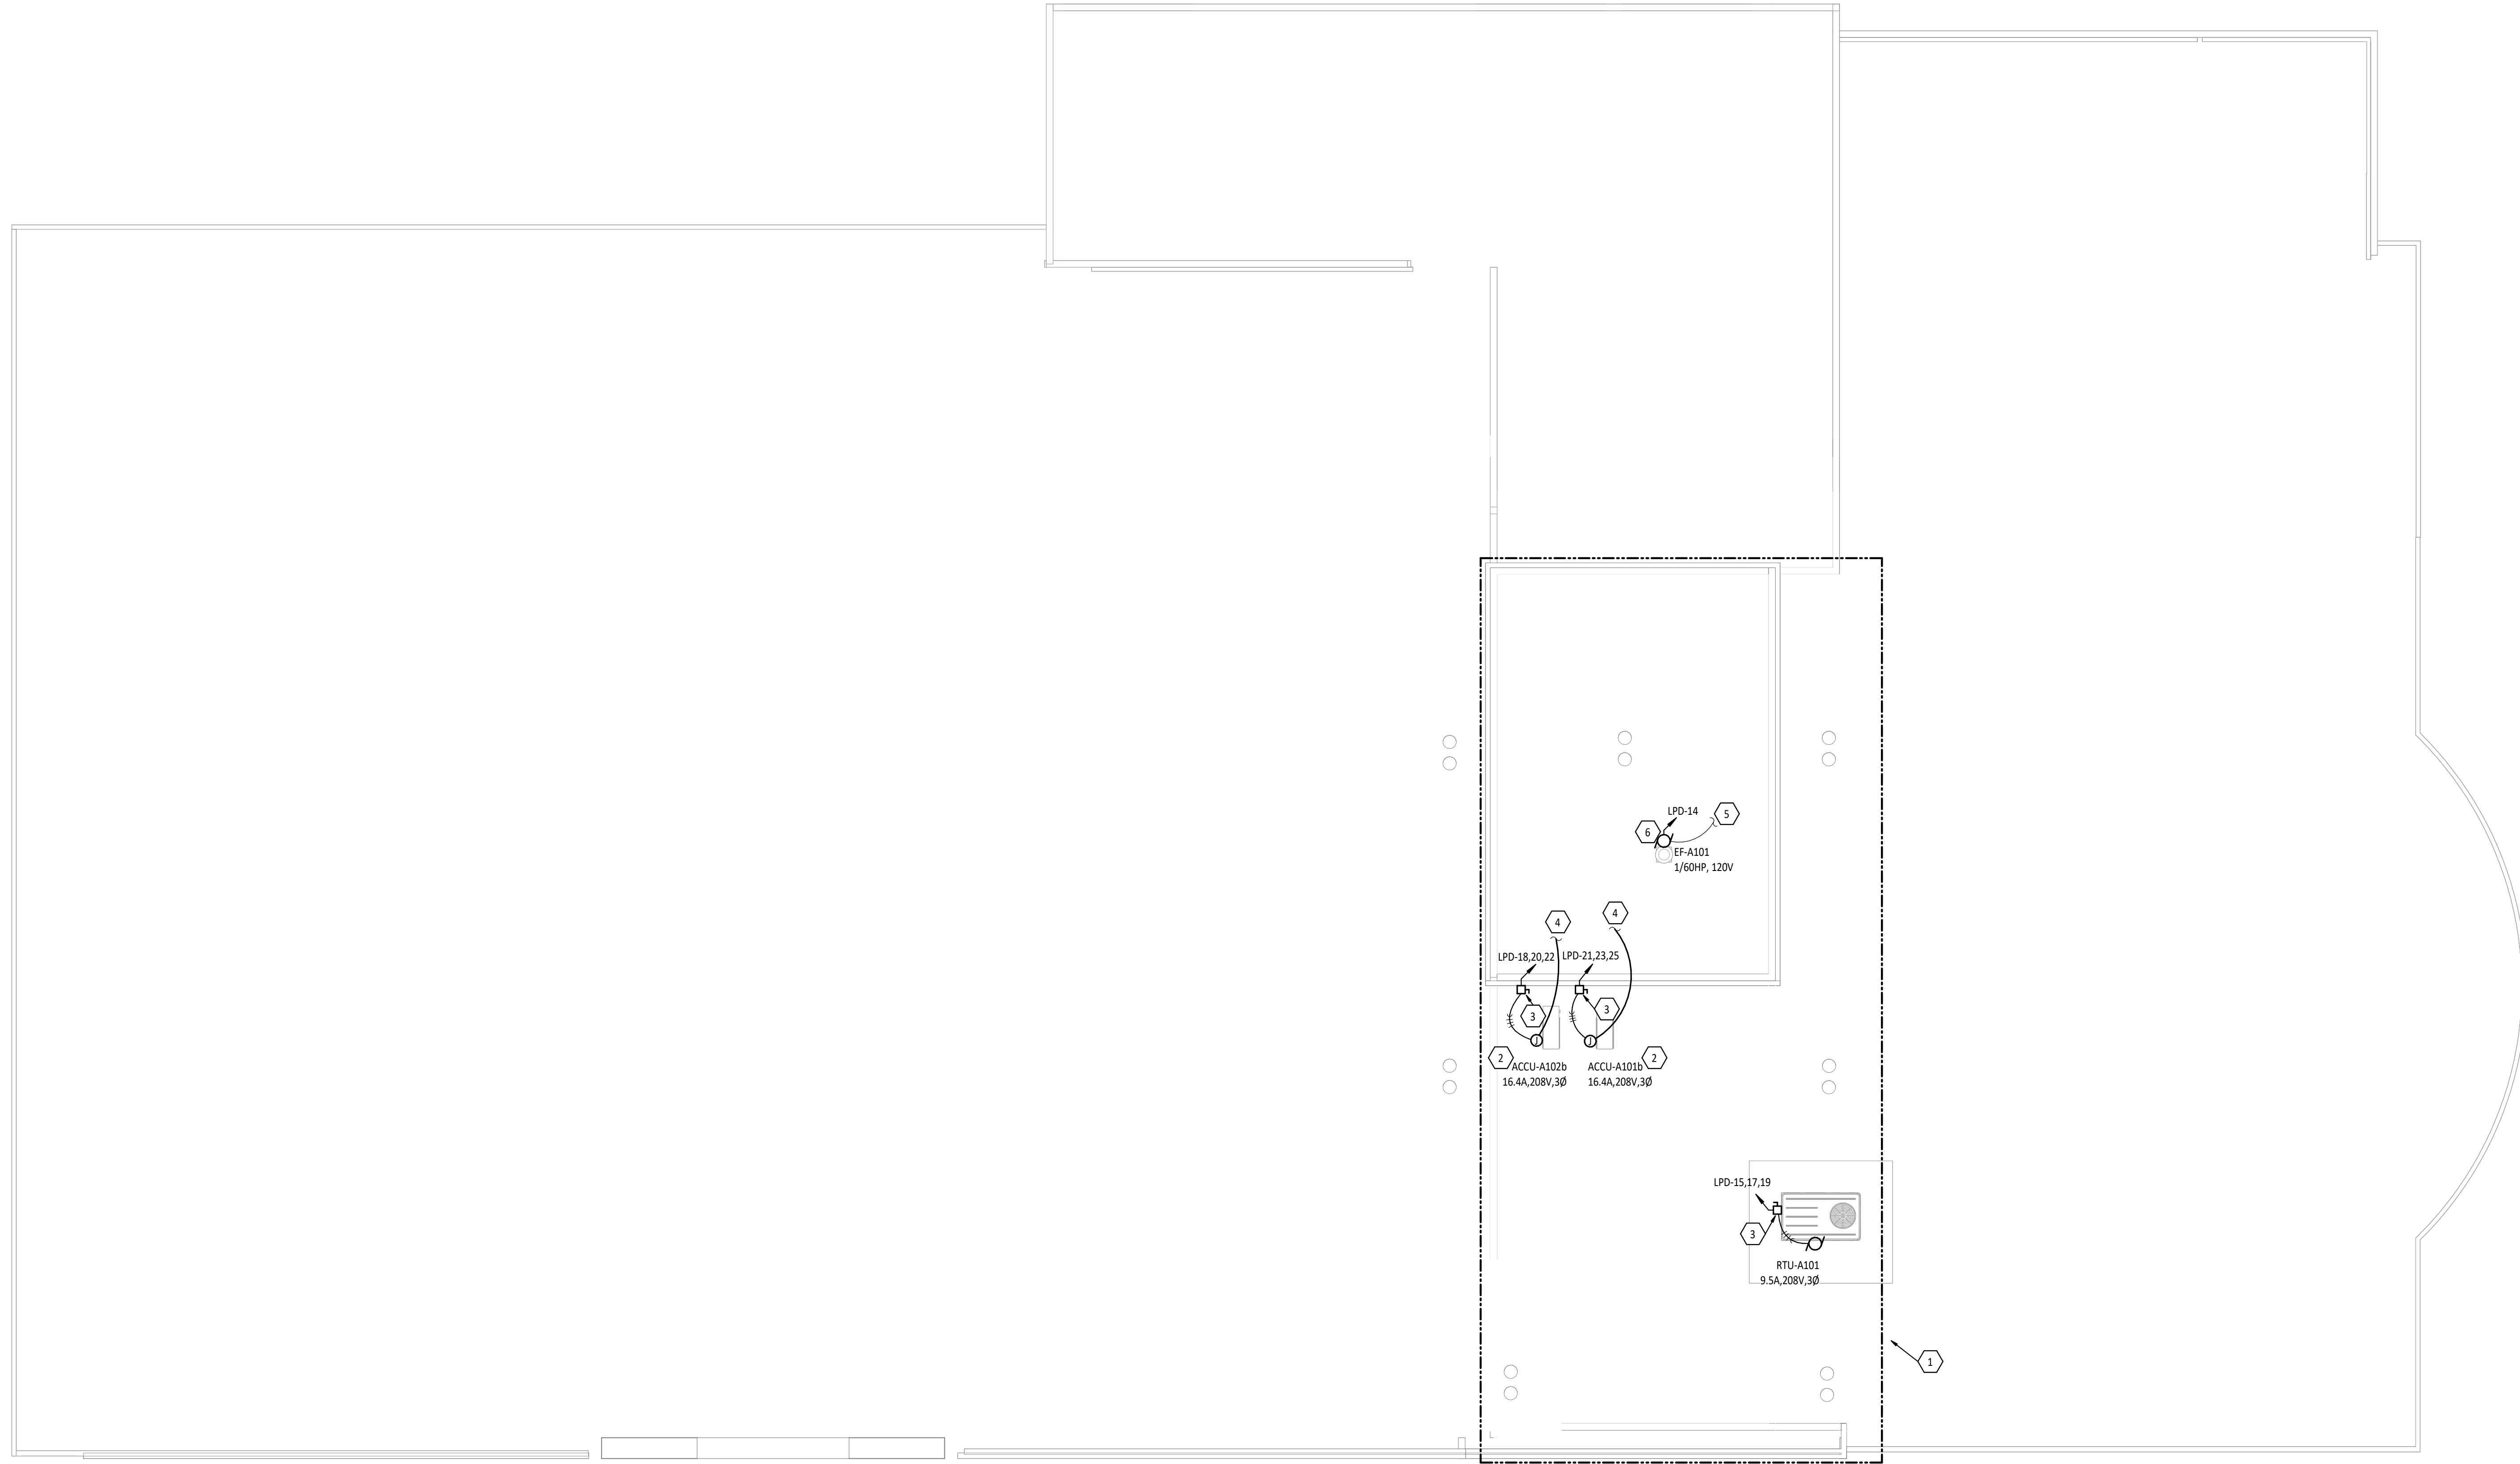 LPD-14
5
6
EF-A101
1/60HP, 120V
4
4
LPD-18,20,22
LPD-21,23,25
3
3
J
J
2
2
ACCU-A102b
16.4A,208V,3Ø
ACCU-A101b
16.4A,208V,3Ø
LPD-15,17,19
3
RTU-A101
9.5A,208V,3Ø
1